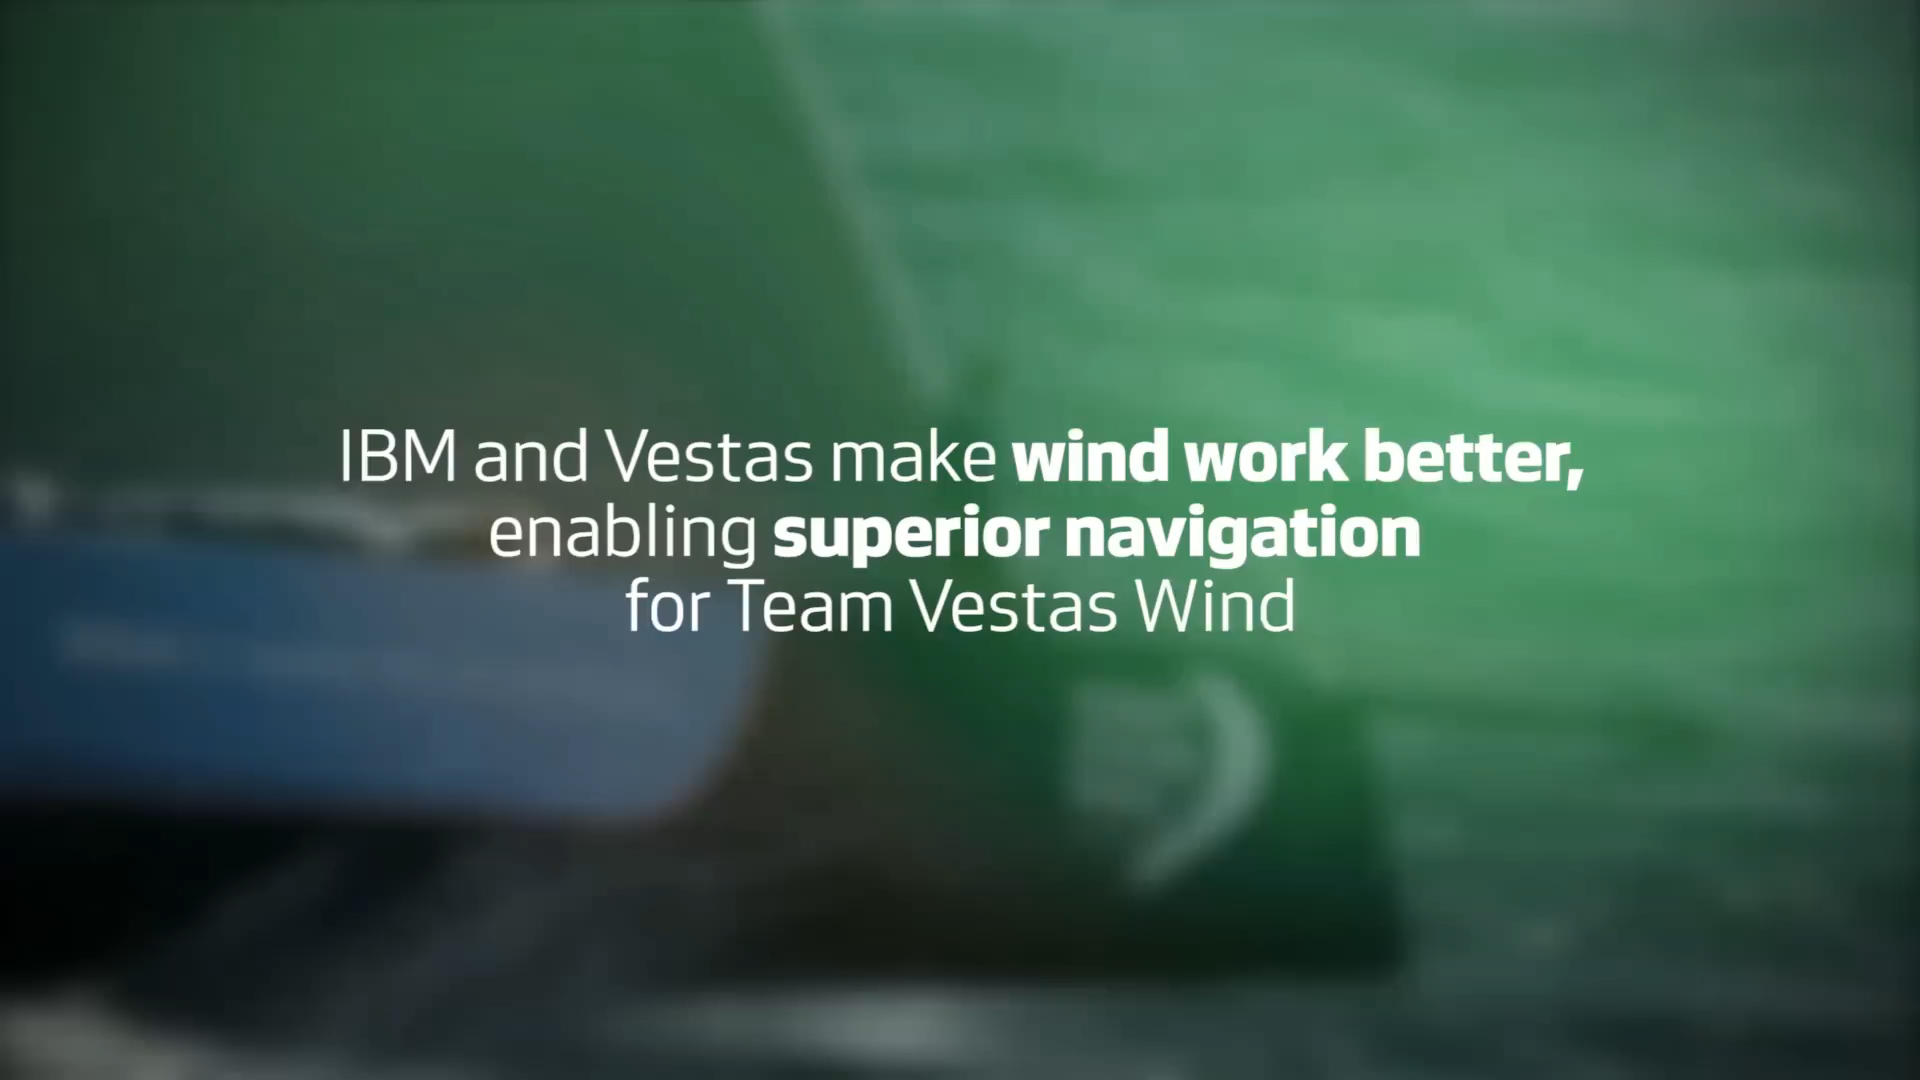 IBM and Vestas make wind work better,
enabling superior navigation
for Team Vestas Wind